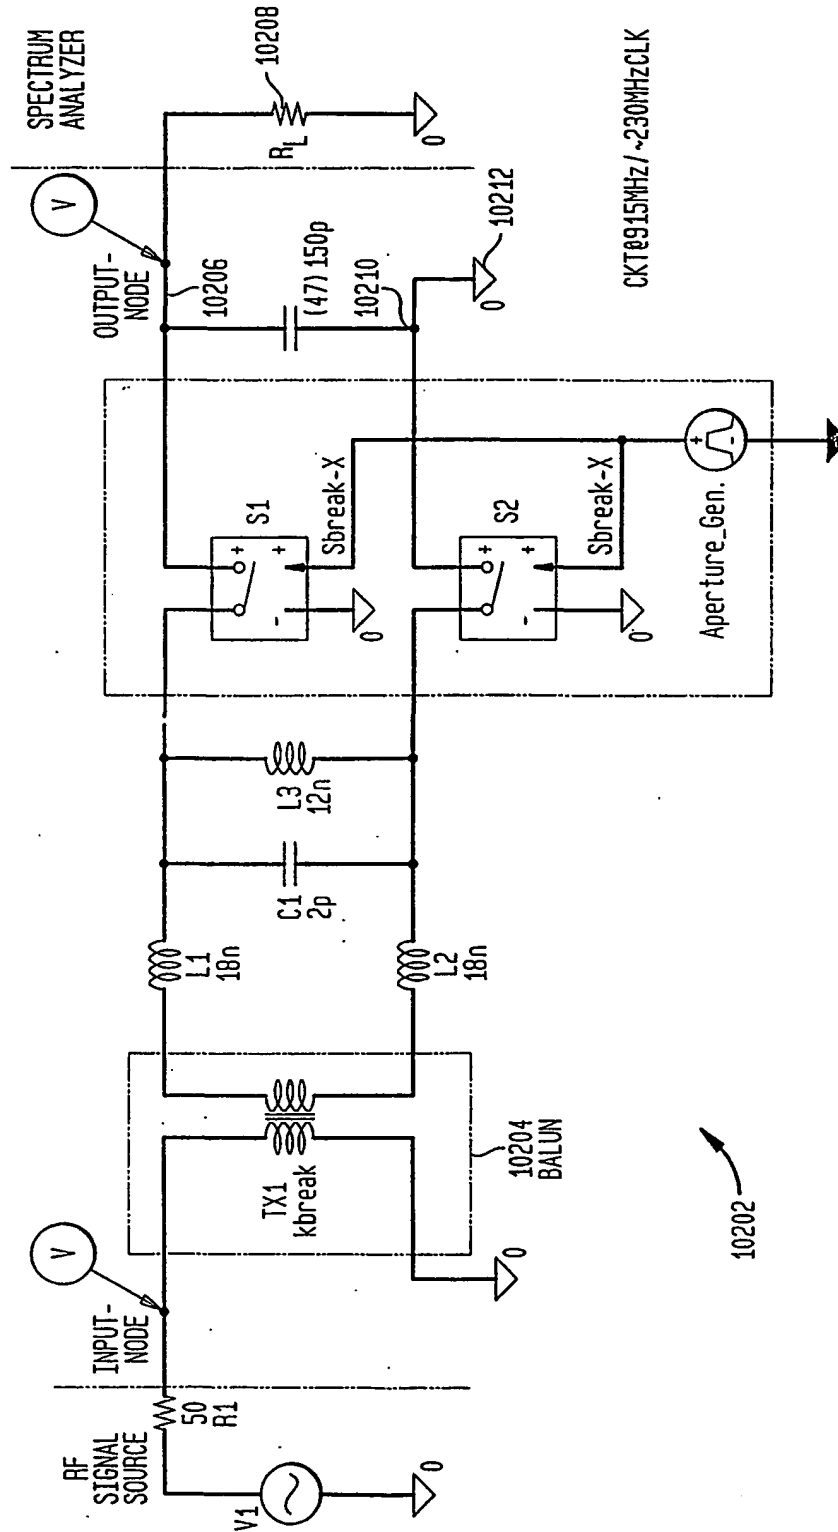 RF
SIGNAL
SOURCE
V1
0
50
R1
INPUT-
NODE
V
0
TX1
kbreak
10204
BALUN
L1
18n
L2
18n
C1
2p
L3
12n
S1
+
+
-
Sbreak-X
0
S2
+
+
-
Sbreak-X
0
Aperture_Gen.
+
-
OUTPUT-
NODE
V
10206
(47) 150p
10210
10212
0
SPECTRUM
ANALYZER
RL
10208
0
CKT@915MHz/~230MHzCLK
10202